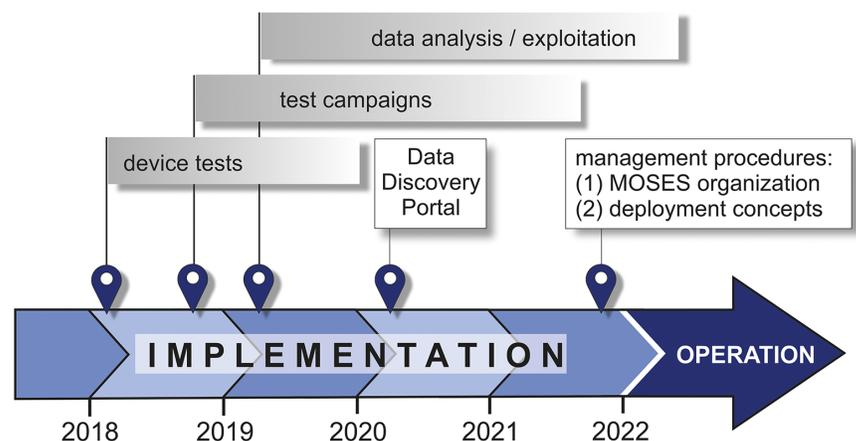 data analysis / exploitation
test campaigns
device tests
Data
Discovery
Portal
management procedures:
(1) MOSES organization
(2) deployment concepts
IMPLEMENTATION
OPERATION
2018
2019
2020
2021
2022